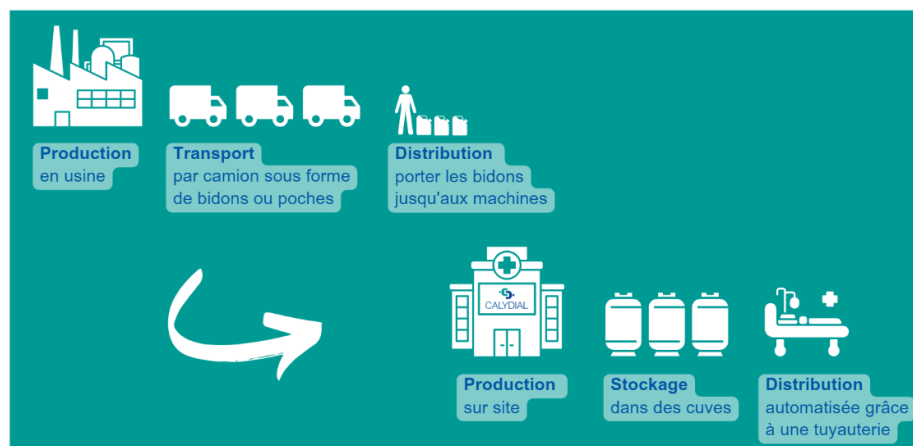 Production
en usine
Transport
par camion sous forme
de bidons ou poches
Distribution
porter les bidons
jusqu'aux machines
CALYDIAL
Production
sur site
Stockage
dans des cuves
Distribution
automatisée grâce
à une tuyauterie